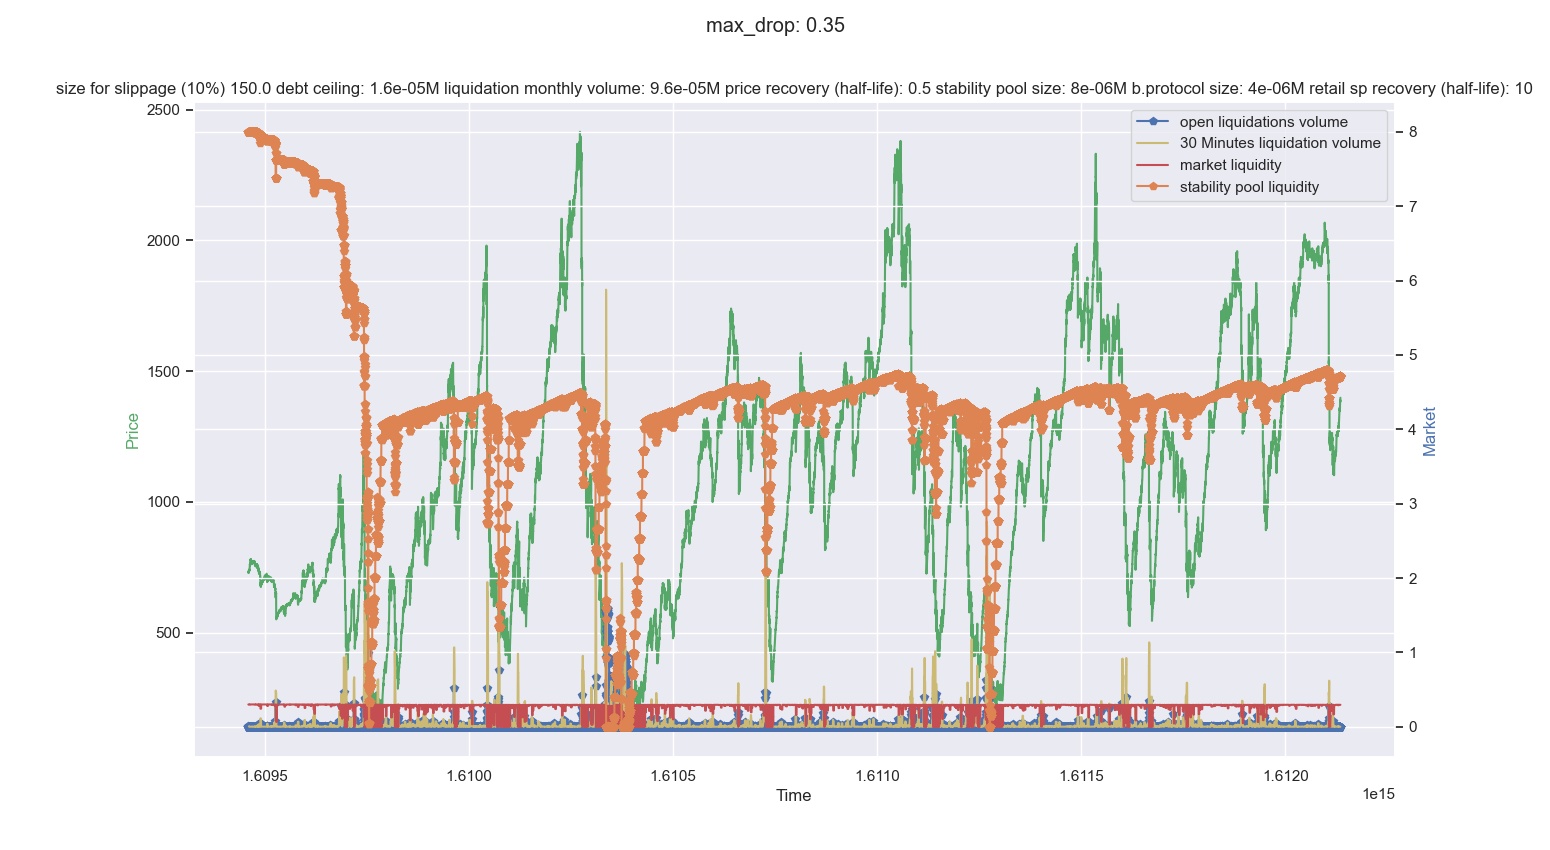 max_drop: 0.35
size for slippage (10%) 150.0 debt ceiling: 1.6e-05M liquidation monthly volume: 9.6e-05M price recovery (half-life): 0.5 stability pool size: 8e-06M b.protocol size: 4e-06M retail sp recovery (half-life): 10
2500
2000
1500
1000
500
Price
open liquidations volume
30 Minutes liquidation volume
market liquidity
stability pool liquidity
8
7
6
5
4
3
2
1
0
Market
1.6095
1.6100
1.6105
1.6110
1.6115
1.6120
1e15
Time